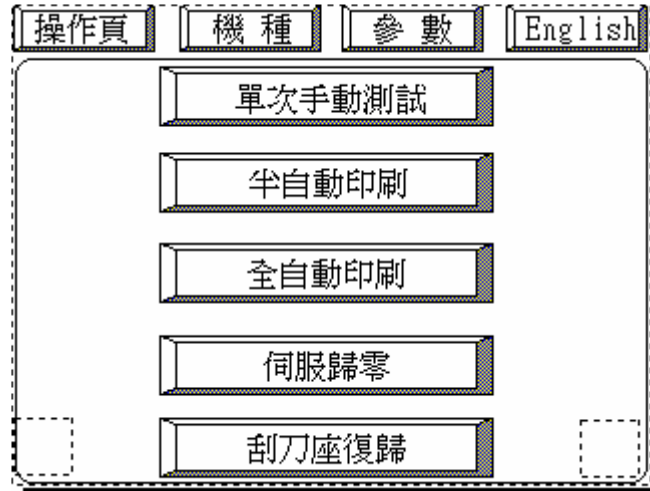 操作頁 機種 參數 English
單次手動測試
半自動印刷
全自動印刷
伺服歸零
刮刀座復歸